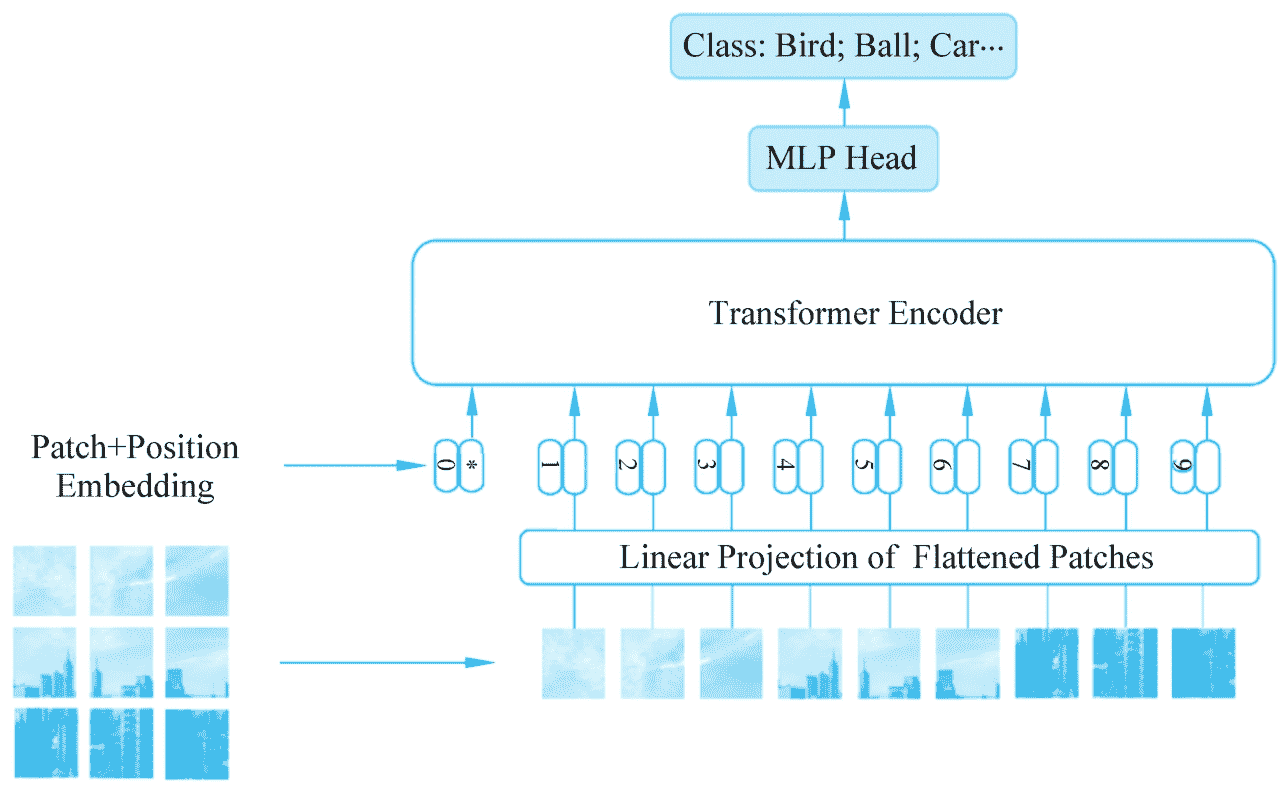 Class: Bird; Ball; Car···
MLP Head
Transformer Encoder
Patch+Position
Embedding
0 * 1 2 3 4 5 6 7 8 9
Linear Projection of Flattened Patches